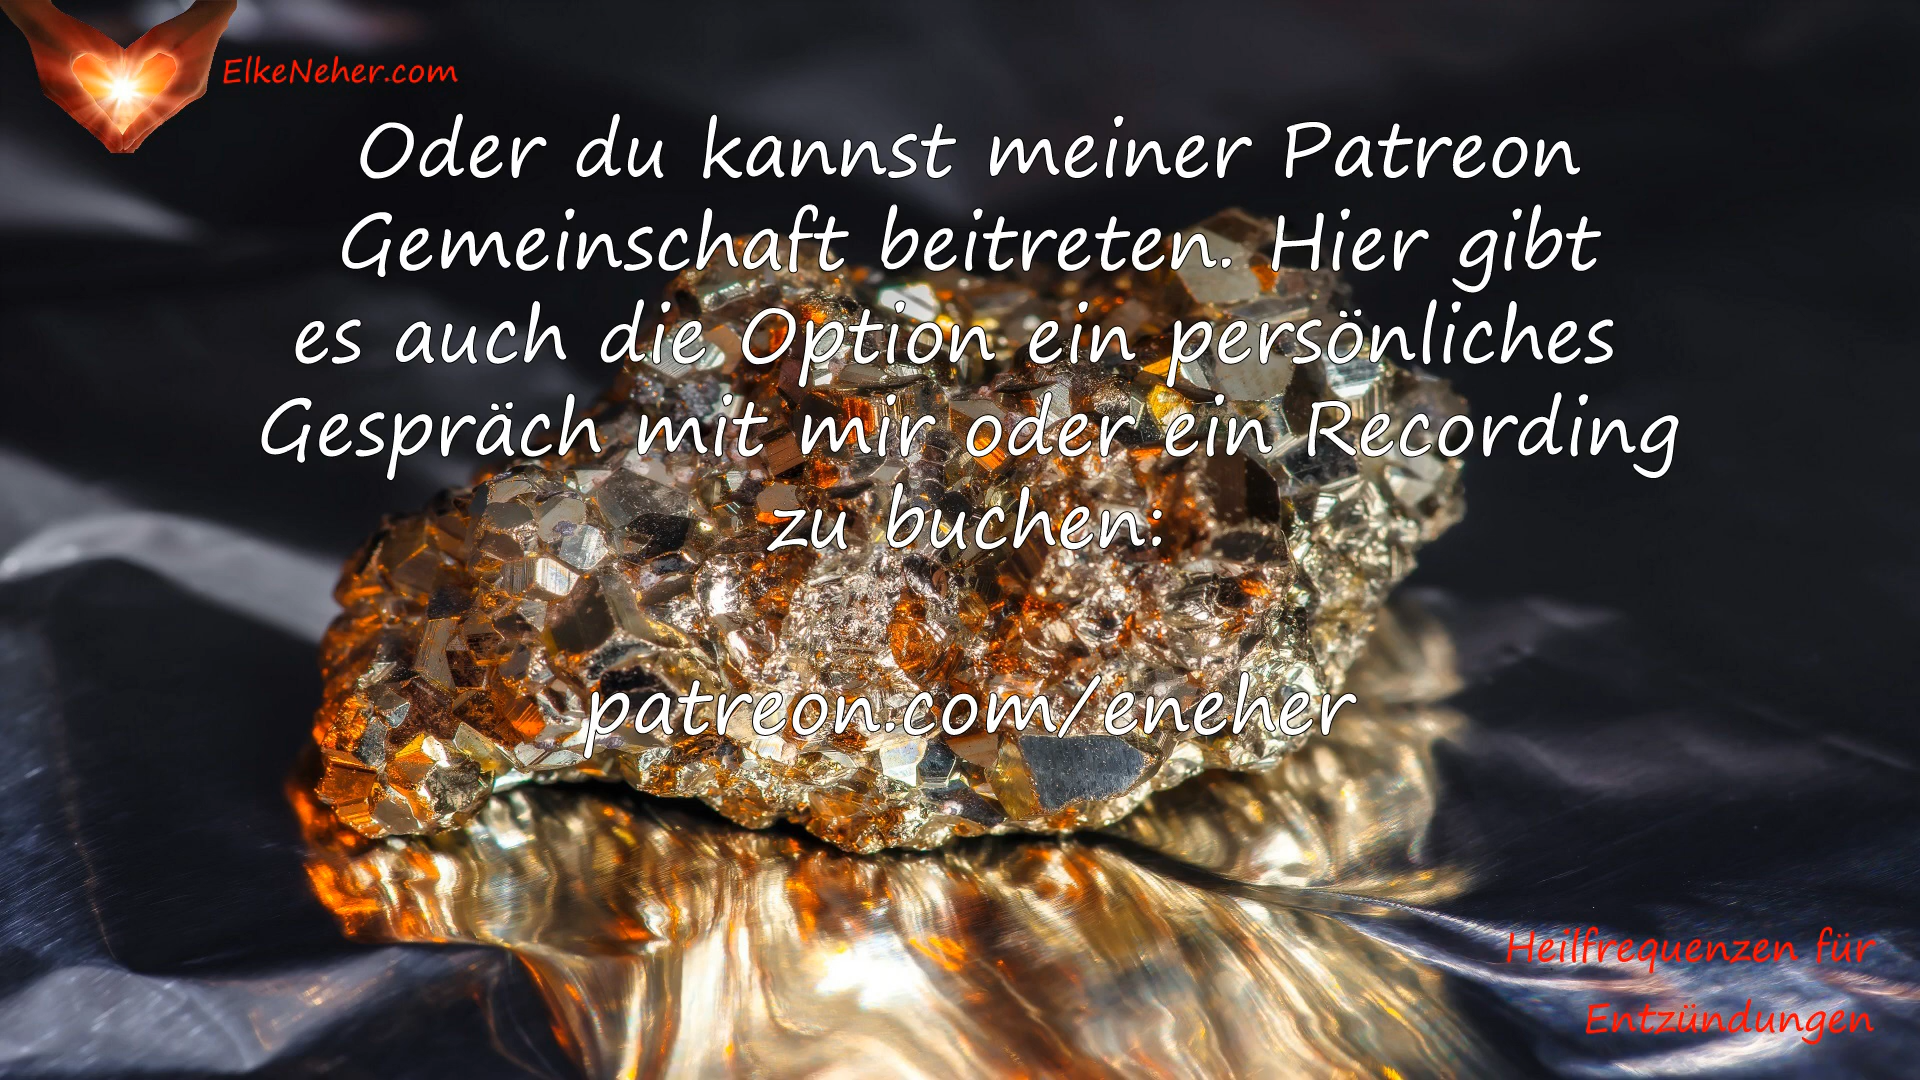 ElkeNeher.com
Oder du kannst meiner Patreon
Gemeinschaft beitreten. Hier gibt
es auch die Option ein persönliches
Gespräch mit mir oder ein Recording
zu buchen:
patreon.com/eneher
Heilfrequenzen für
Entzündungen